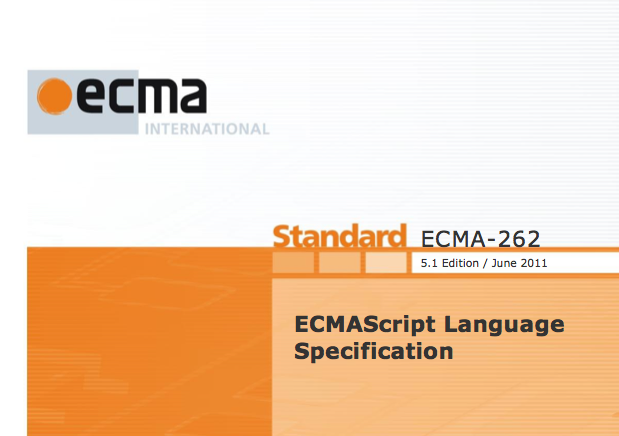 ecma
INTERNATIONAL
Standard ECMA-262
5.1 Edition / June 2011
ECMAScript Language
Specification